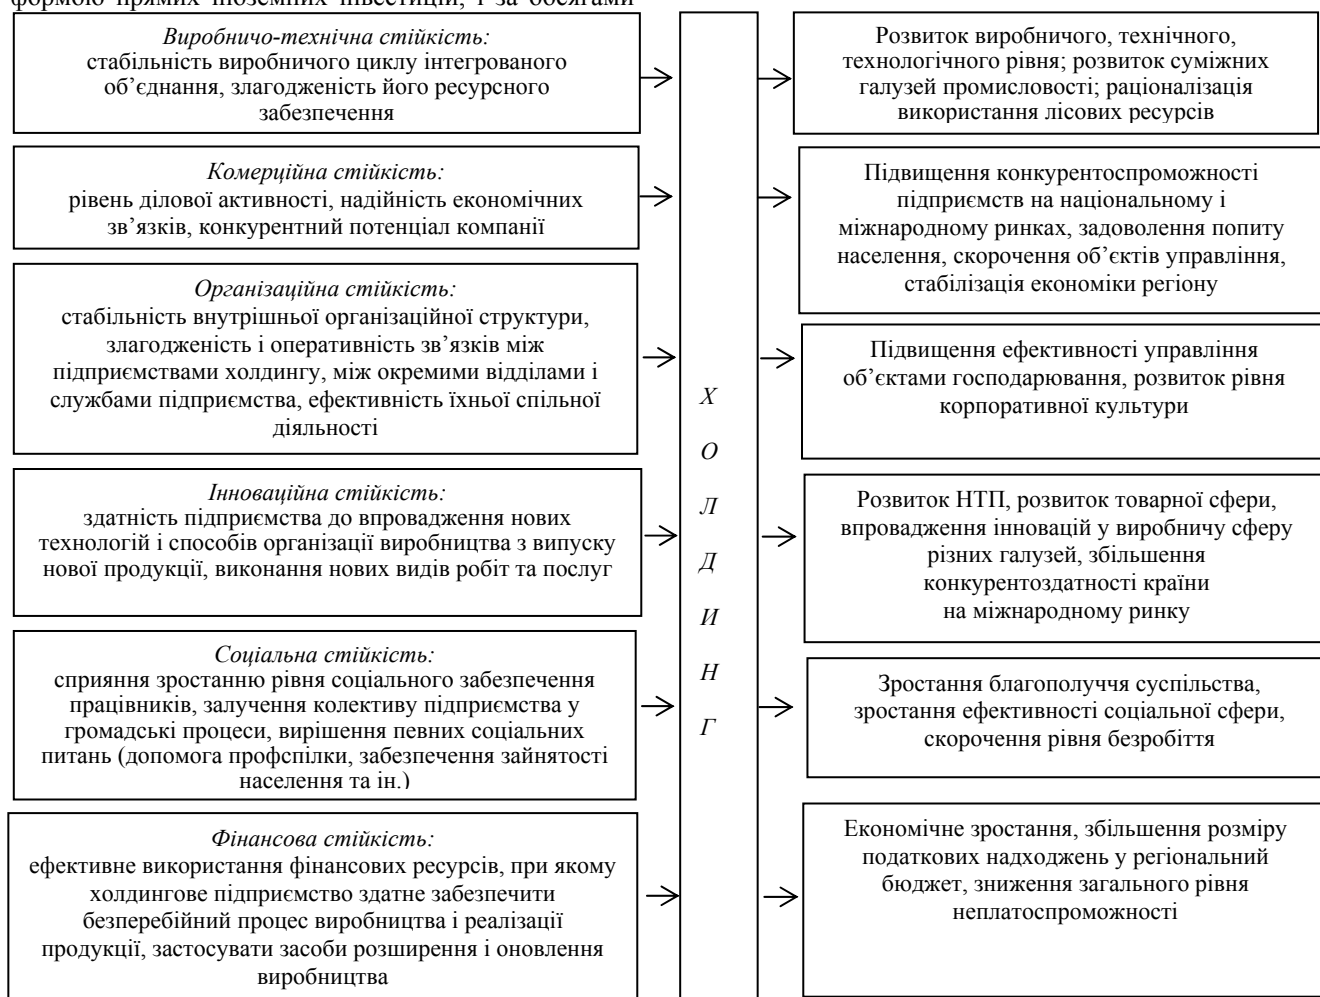 формою прямих іноземних інвестицій, і за обсягами
Виробничо-технічна стійкість:
стабільність виробничого циклу інтегрованого
об’єднання, злагодженість його ресурсного
забезпечення
Комерційна стійкість:
рівень ділової активності, надійність економічних
зв’язків, конкурентний потенціал компанії
Організаційна стійкість:
стабільність внутрішньої організаційної структури,
злагодженість і оперативність зв’язків між
підприємствами холдингу, між окремими відділами і
службами підприємства, ефективність їхньої спільної
діяльності
Інноваційна стійкість:
здатність підприємства до впровадження нових
технологій і способів організації виробництва з випуску
нової продукції, виконання нових видів робіт та послуг
Соціальна стійкість:
сприяння зростанню рівня соціального забезпечення
працівників, залучення колективу підприємства у
громадські процеси, вирішення певних соціальних
питань (допомога профспілки, забезпечення зайнятості
населення та ін.)
Фінансова стійкість:
ефективне використання фінансових ресурсів, при якому
холдингове підприємство здатне забезпечити
безперебійний процес виробництва і реалізації
продукції, застосувати засоби розширення і оновлення
виробництва
Х
О
Л
Д
И
Н
Г
Розвиток виробничого, технічного,
технологічного рівня; розвиток суміжних
галузей промисловості; раціоналізація
використання лісових ресурсів
Підвищення конкурентоспроможності
підприємств на національному і
міжнародному ринках, задоволення попиту
населення, скорочення об’єктів управління,
стабілізація економіки регіону
Підвищення ефективності управління
об’єктами господарювання, розвиток рівня
корпоративної культури
Розвиток НТП, розвиток товарної сфери,
впровадження інновацій у виробничу сферу
різних галузей, збільшення
конкурентоздатності країни
на міжнародному ринку
Зростання благополуччя суспільства,
зростання ефективності соціальної сфери,
скорочення рівня безробіття
Економічне зростання, збільшення розміру
податкових надходжень у регіональний
бюджет, зниження загального рівня
неплатоспроможності